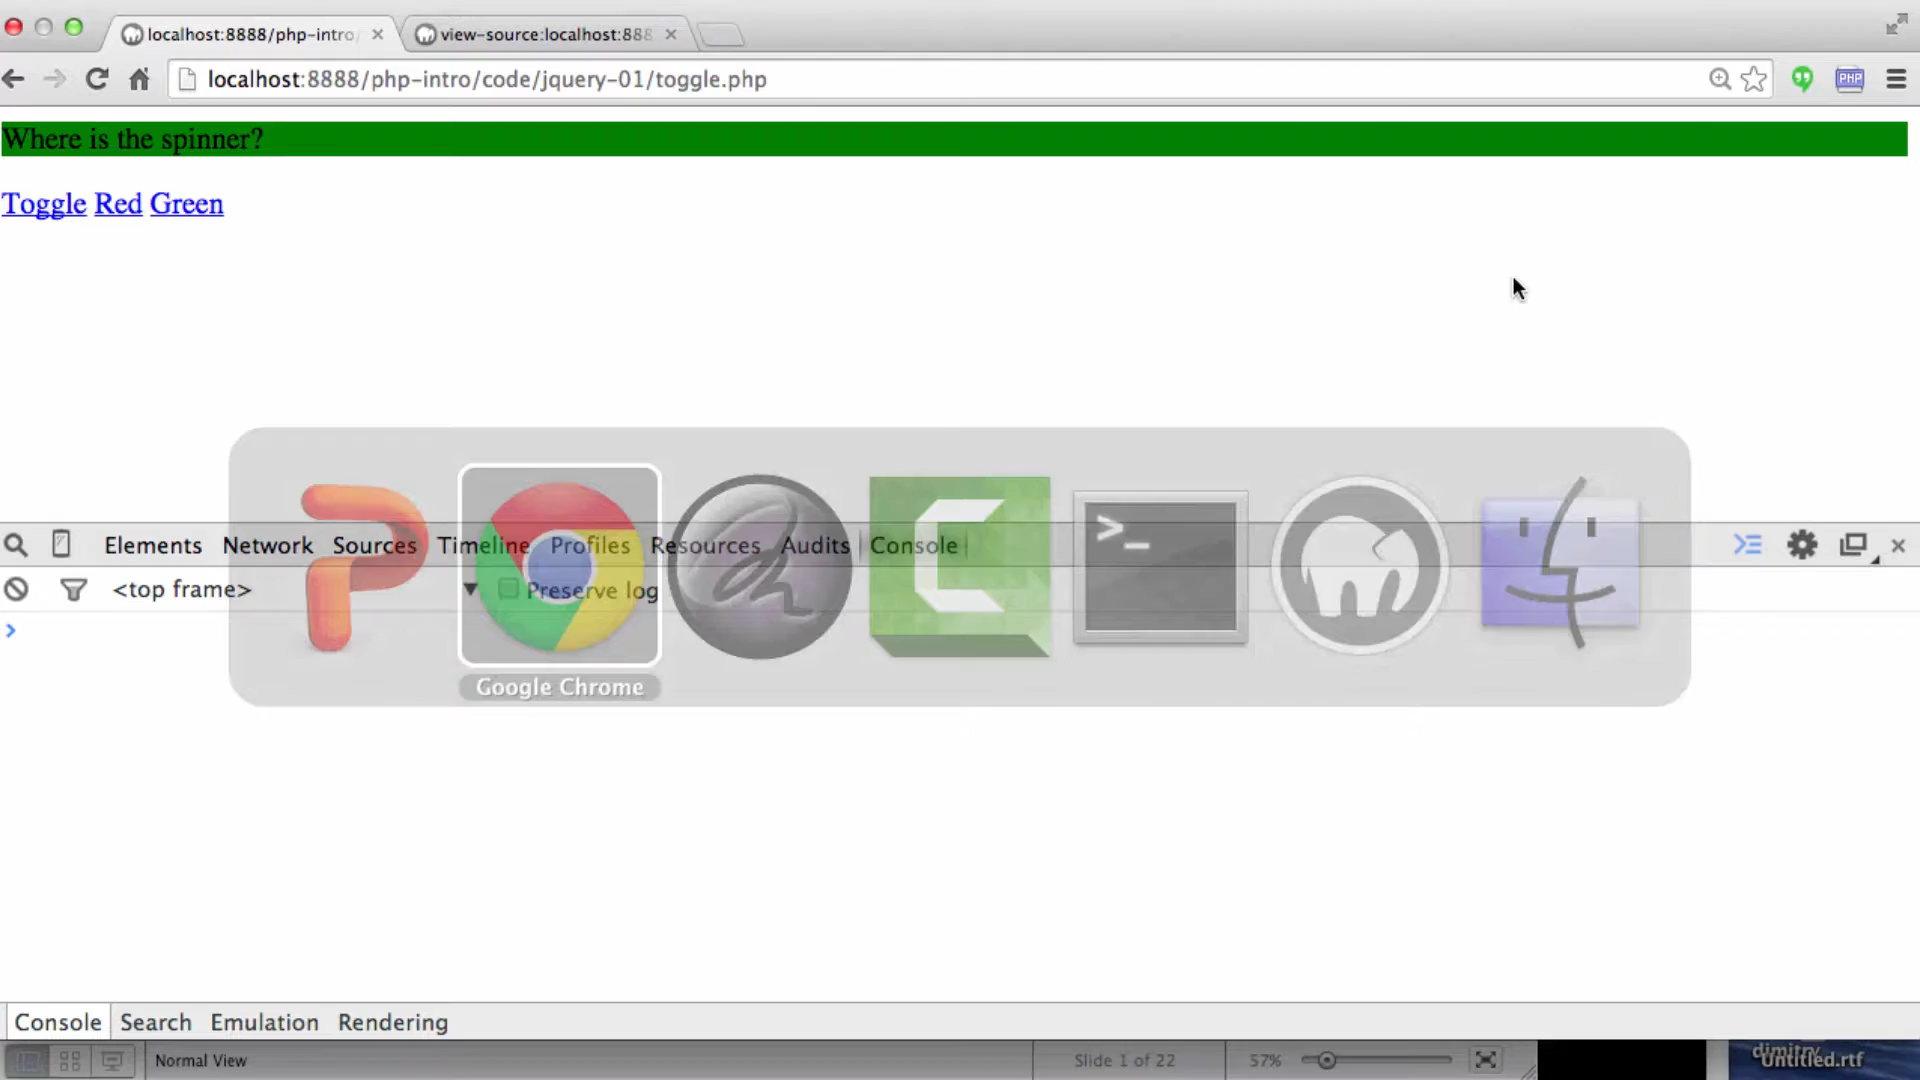 localhost:8888/php-intro
view-source:localhost:888
localhost:8888/php-intro/code/jquery-01/toggle.php
PHP
Where is the spinner?
Toggle Red Green
Elements Network Sources Timeline Profiles Resources Audits Console
<top frame>
Preserve log
>_
Google Chrome
Console Search Emulation Rendering
Normal View
Slide 1 of 22
57%
dimitry
Untitled.rtf